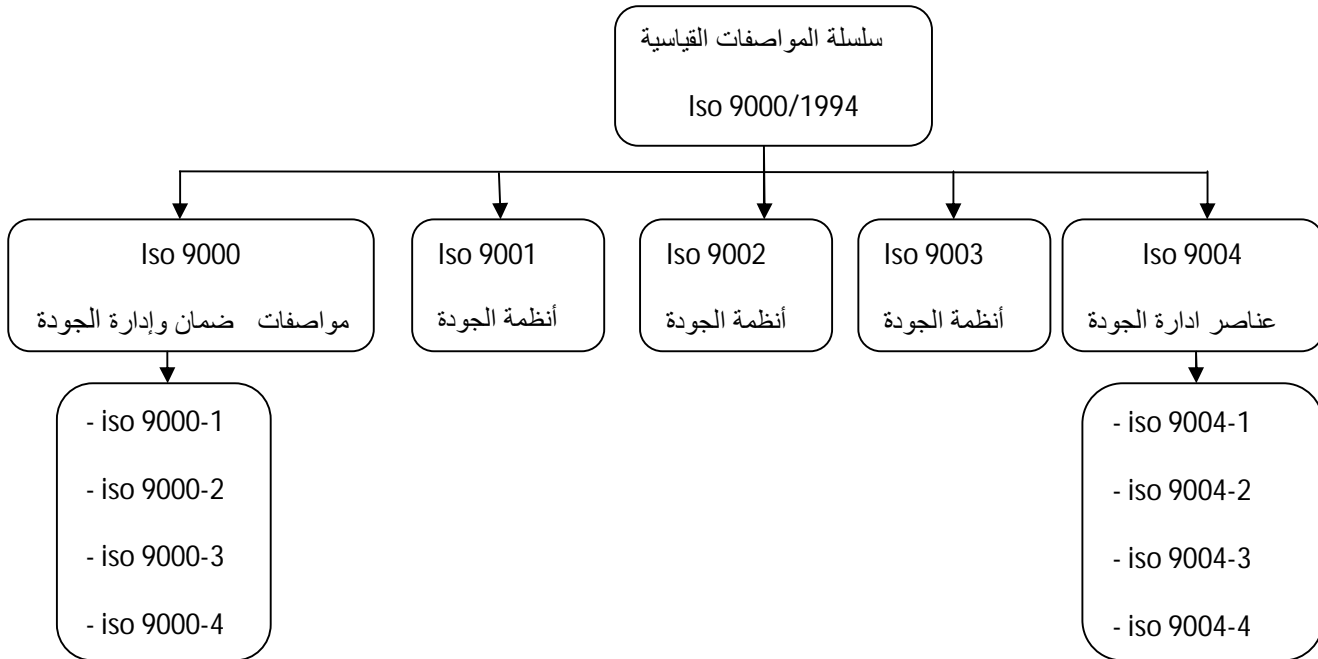 سلسلة المواصفات القياسية
Iso 9000/1994
Iso 9000
مواصفات ضمان وإدارة الجودة
Iso 9001
أنظمة الجودة
Iso 9002
أنظمة الجودة
Iso 9003
أنظمة الجودة
Iso 9004
عناصر ادارة الجودة
- iso 9000-1
- iso 9000-2
- iso 9000-3
- iso 9000-4
- iso 9004-1
- iso 9004-2
- iso 9004-3
- iso 9004-4